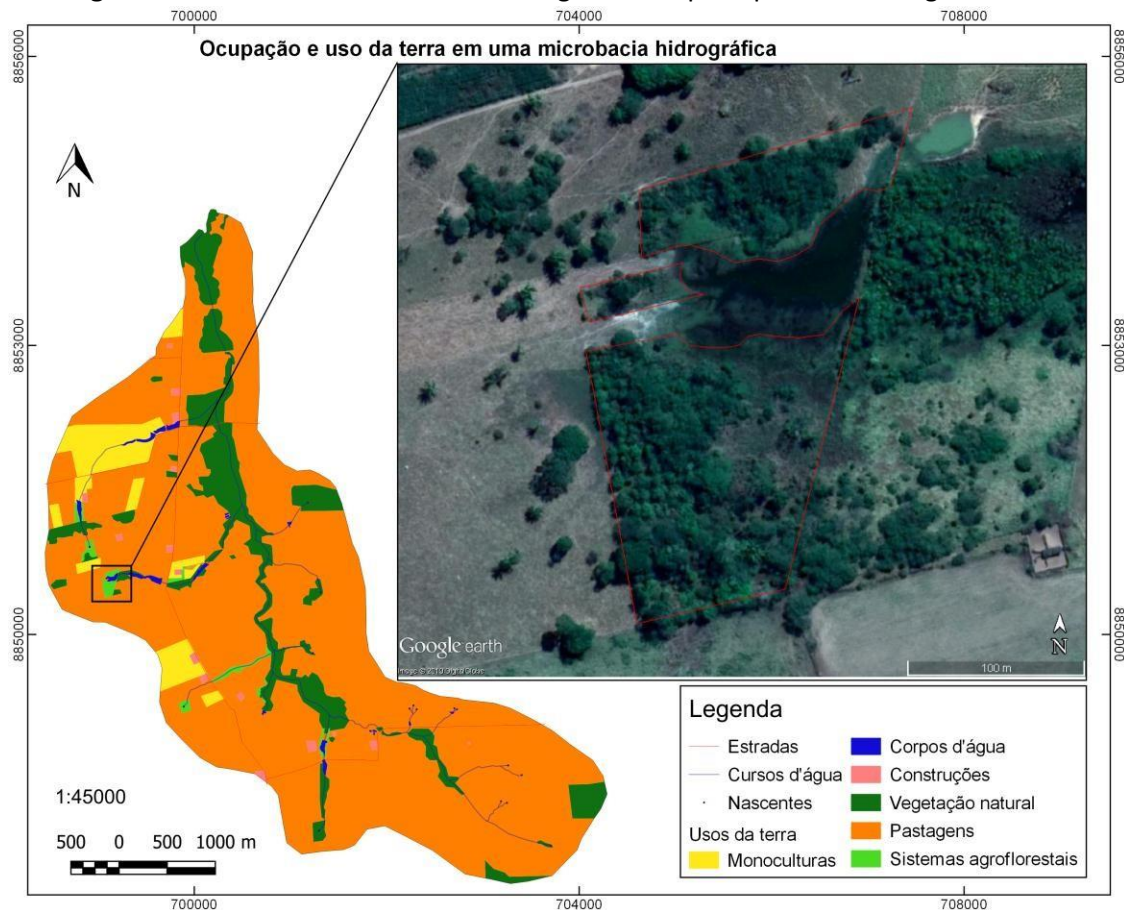 700000
704000
708000
Ocupação e uso da terra em uma microbacia hidrográfica
8856000
8856000
N
8853000
8853000
8850000
8850000
Google earth
100 m
N
Legenda
Estradas
Cursos d'água
Nascentes
Usos da terra
Monoculturas
Corpos d'água
Construções
Vegetação natural
Pastagens
Sistemas agroflorestais
1:45000
500 0 500 1000 m
700000
704000
708000